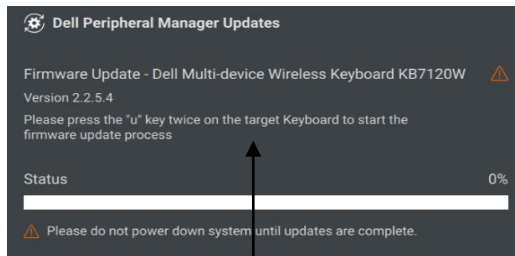 Dell Peripheral Manager Updates
Firmware Update - Dell Multi-device Wireless Keyboard KB7120W
Version 2.2.5.4
Please press the "u" key twice on the target Keyboard to start the
firmware update process
Status 0%
Please do not power down system until updates are complete.